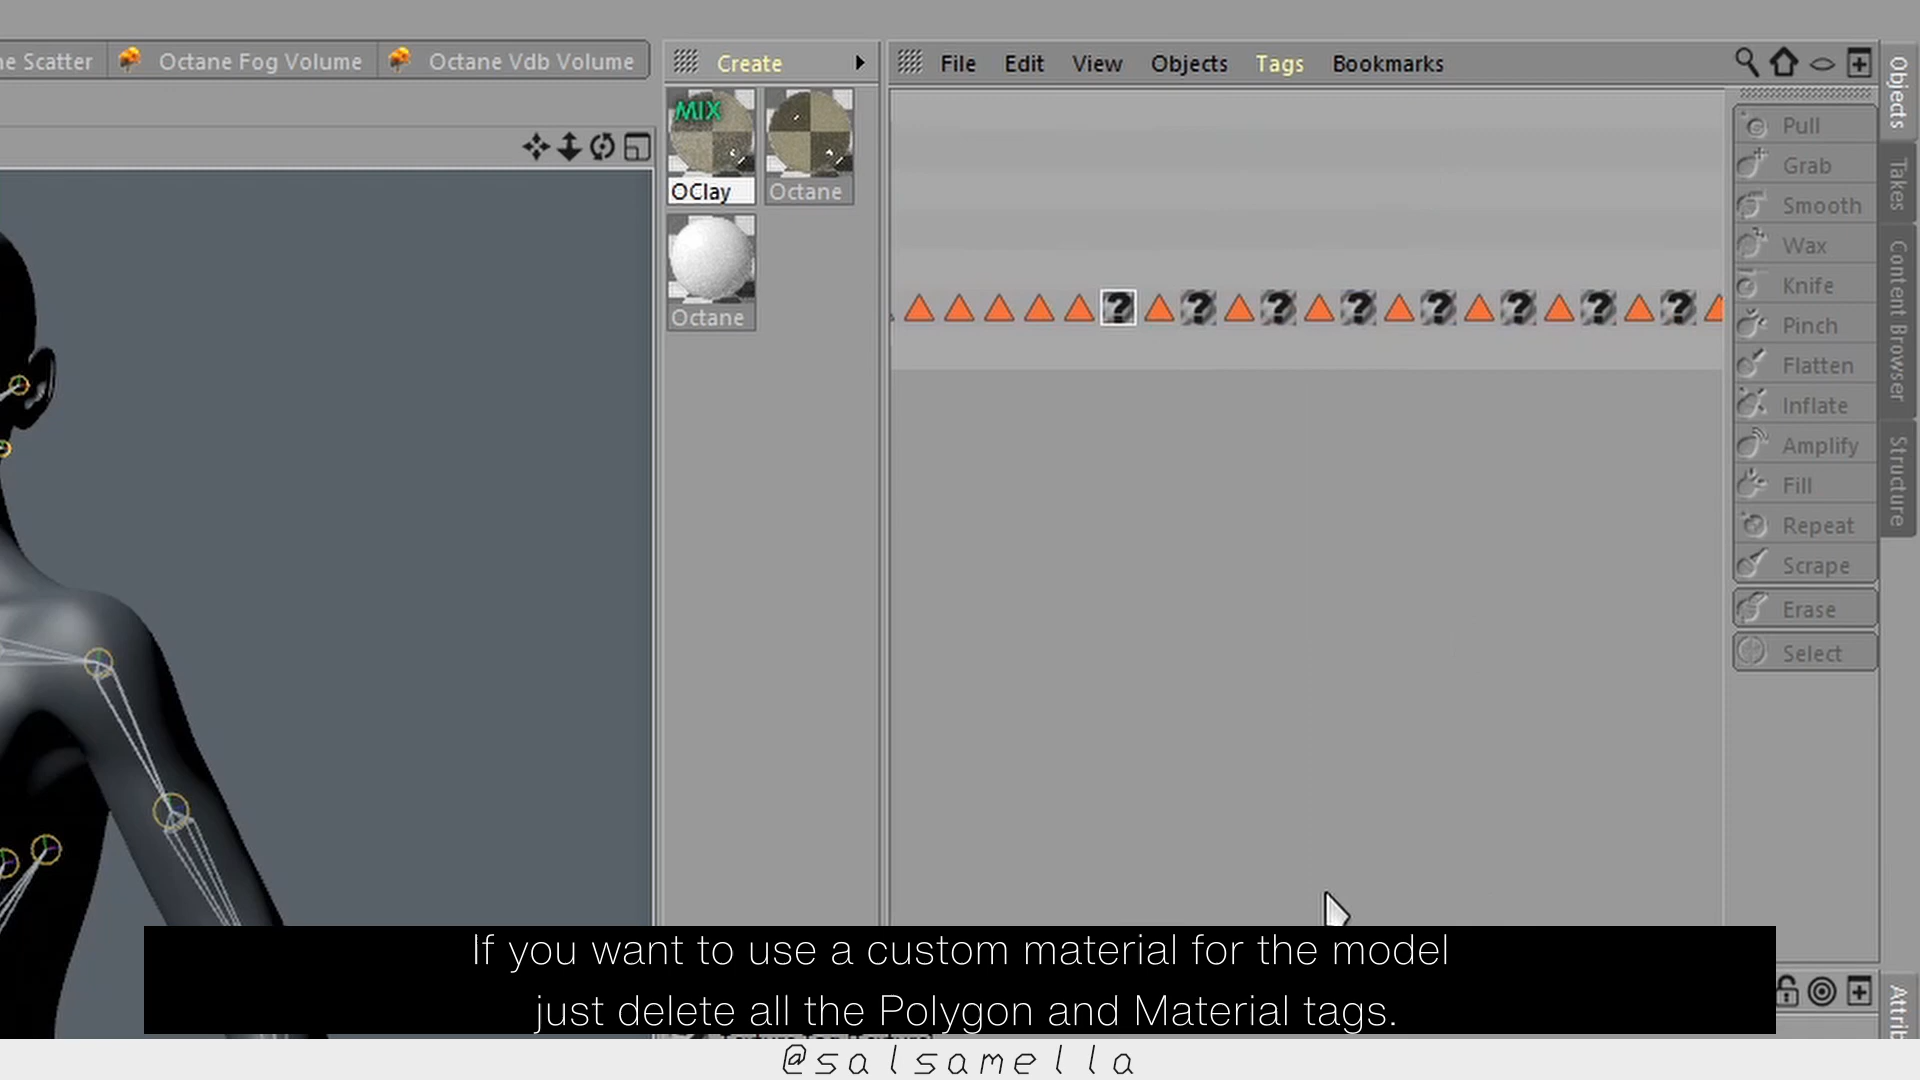 ne Scatter
Octane Fog Volume
Octane Vdb Volume
Create
File Edit View Objects Tags Bookmarks
MIX
OClay
Octane
Octane
Pull
Grab
Smooth
Wax
Knife
Pinch
Flatten
Inflate
Amplify
Fill
Repeat
Scrape
Erase
Select
Objects
Takes
Content Browser
Structure
Attrib
If you want to use a custom material for the model
just delete all the Polygon and Material tags.
@salsamella